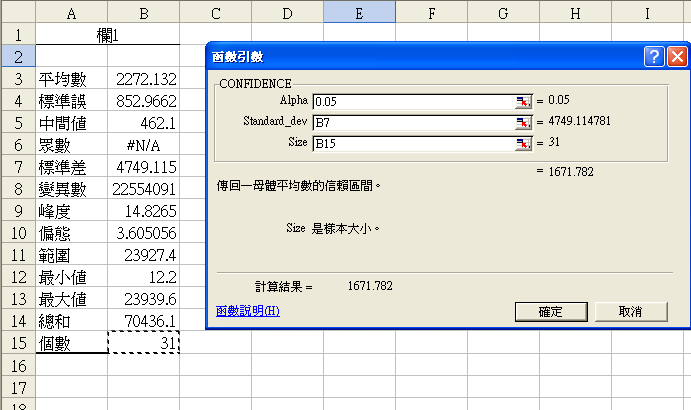 A B C D E F G H I
1 欄1
2
3 平均數 2272.132
4 標準誤 852.9662
5 中間值 462.1
6 眾數 #N/A
7 標準差 4749.115
8 變異數 22554091
9 峰度 14.8265
10 偏態 3.605056
11 範圍 23927.4
12 最小值 12.2
13 最大值 23939.6
14 總和 70436.1
15 個數 31
16
17
18
函數引數
CONFIDENCE
Alpha 0.05 = 0.05
Standard_dev B7 = 4749.114781
Size B15 = 31
= 1671.782
傳回一母體平均數的信賴區間。
Size 是樣本大小。
計算結果 = 1671.782
函數說明(H) 確定 取消